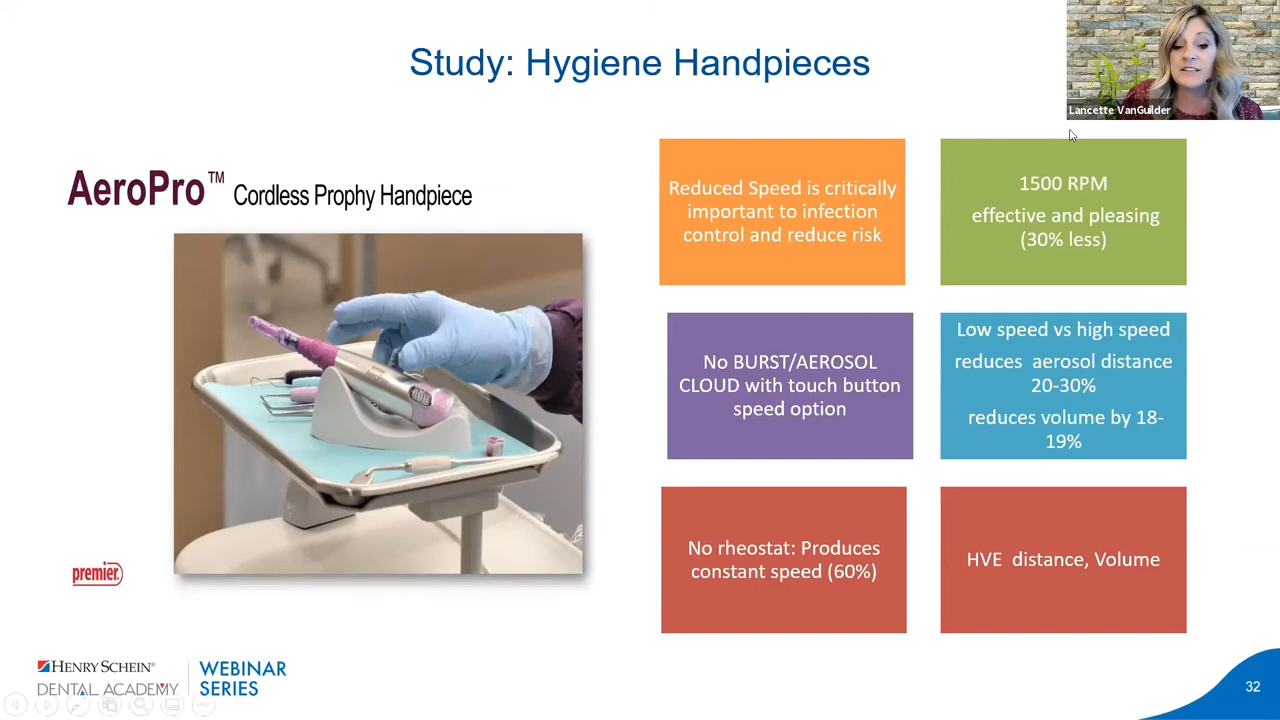 Study: Hygiene Handpieces
Lancette VanGuilder
AeroPro™ Cordless Prophy Handpiece
Reduced Speed is critically
important to infection
control and reduce risk
1500 RPM
effective and pleasing
(30% less)
No BURST/AEROSOL
CLOUD with touch button
speed option
Low speed vs high speed
reduces aerosol distance
20-30%
reduces volume by 18-
19%
No rheostat: Produces
constant speed (60%)
HVE distance, Volume
premier
HENRY SCHEIN®
DENTAL ACADEMY
WEBINAR
SERIES
32